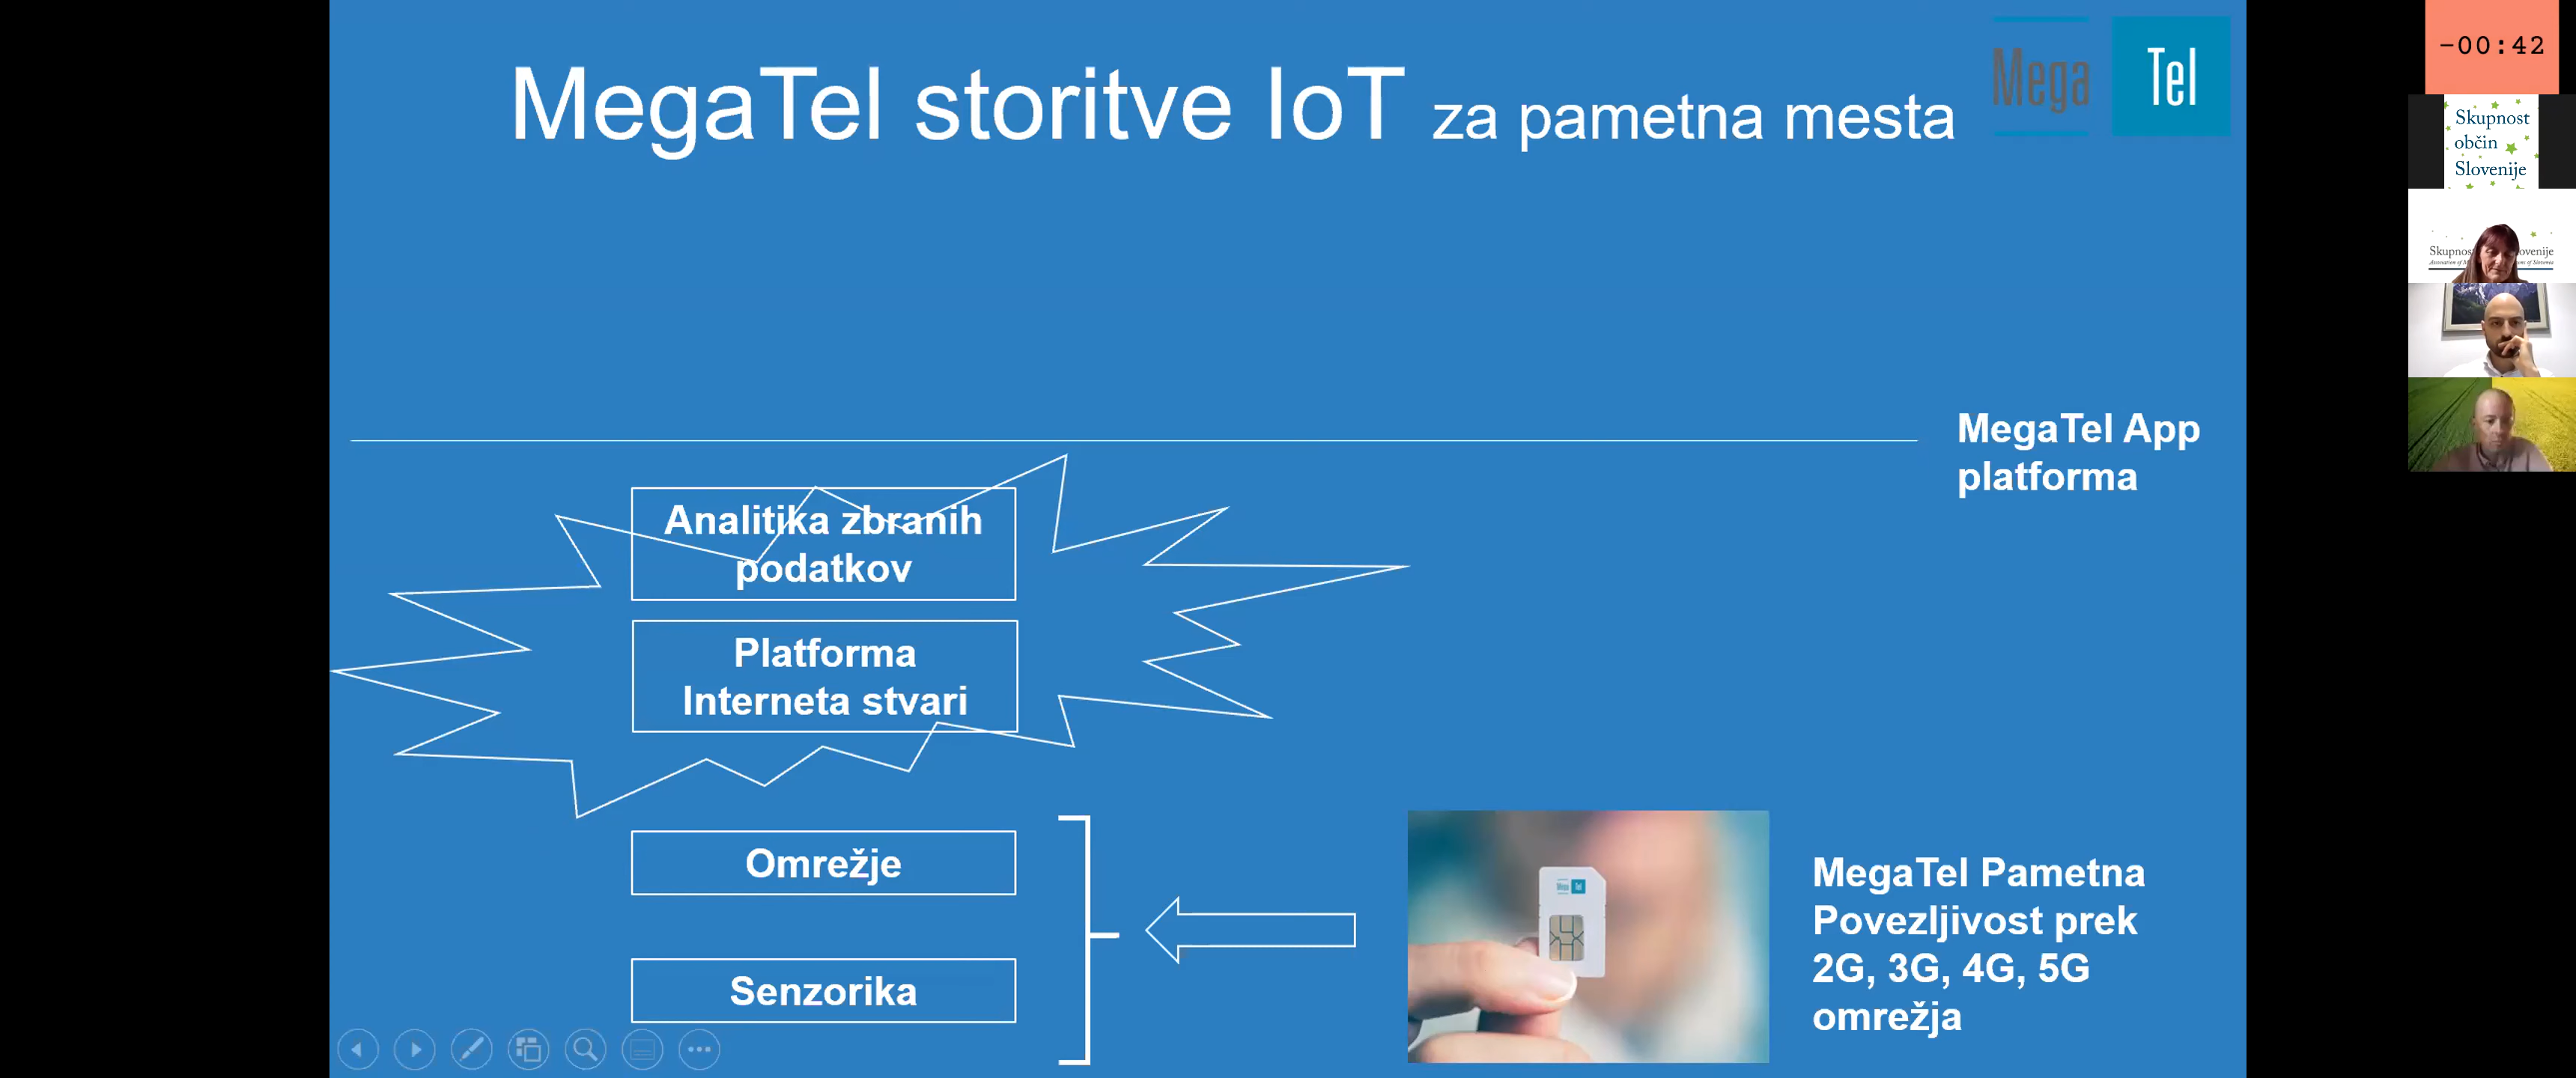 MegaTel storitve IoT za pametna mesta
Mega Tel
-00:42
Skupnost
občin
Slovenije
MegaTel App
platforma
Analitika zbranih
podatkov
Platforma
Interneta stvari
Omrežje
Senzorika
MegaTel Pametna
Povezljivost prek
2G, 3G, 4G, 5G
omrežja